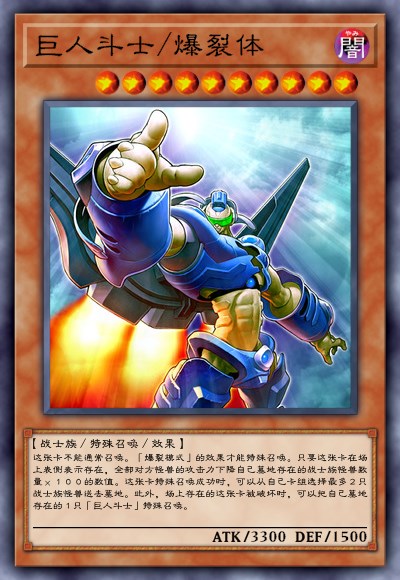 巨人斗士/爆裂体
やみ
闇
【战士族/特殊召唤/效果】
这张卡不能通常召唤。「爆裂模式」的效果才能特殊召唤。只要这张卡在场
上表侧表示存在，全部对方怪兽的攻击力下降自己墓地存在的战士族怪兽数
量×１００的数值。这张卡特殊召唤成功时，可以从自己卡组选择最多２只
战士族怪兽送去墓地。此外，场上存在的这张卡被破坏时，可以把自己墓地
存在的１只「巨人斗士」特殊召唤。
ATK/3300 DEF/1500